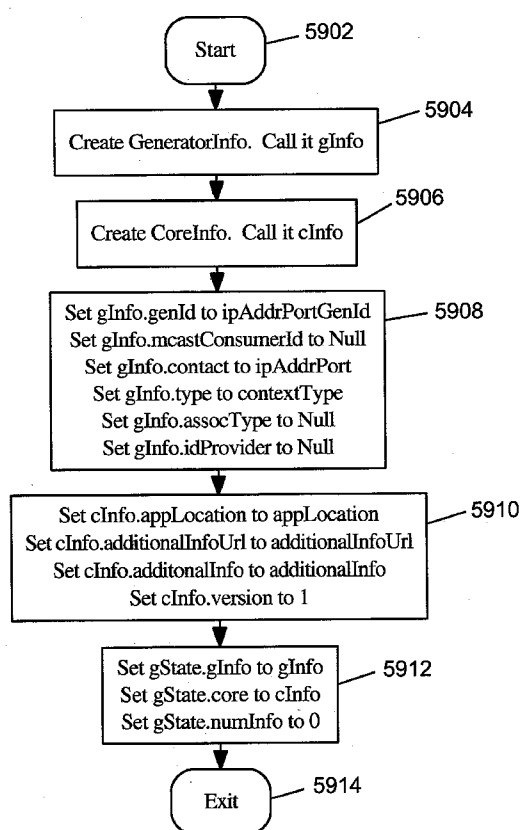 Start
5902
Create GeneratorInfo. Call it gInfo
5904
Create CoreInfo. Call it cInfo
5906
Set gInfo.genId to ipAddrPortGenId
Set gInfo.mcastConsumerId to Null
Set gInfo.contact to ipAddrPort
Set gInfo.type to contextType
Set gInfo.assocType to Null
Set gInfo.idProvider to Null
5908
Set cInfo.appLocation to appLocation
Set cInfo.additionalInfoUrl to additionalInfoUrl
Set cInfo.additonalInfo to additionalInfo
Set cInfo.version to 1
5910
Set gState.gInfo to gInfo
Set gState.core to cInfo
Set gState.numInfo to 0
5912
Exit
5914